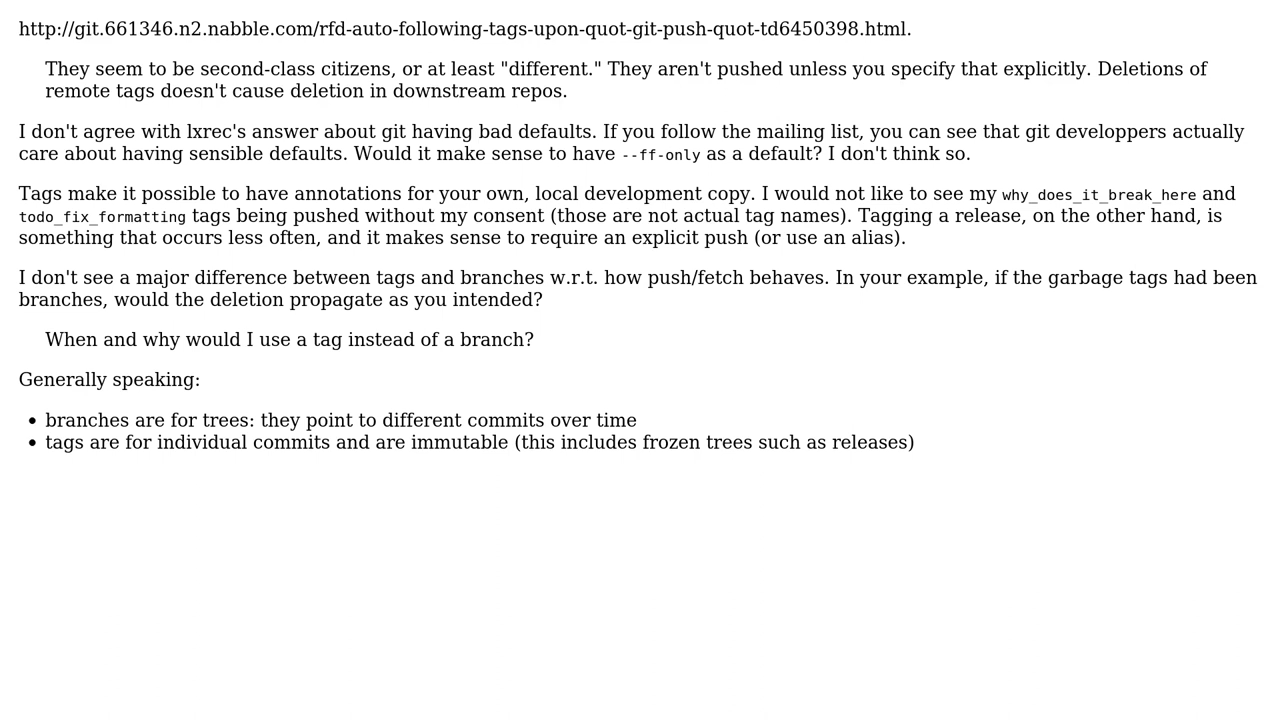 http://git.661346.n2.nabble.com/rfd-auto-following-tags-upon-quot-git-push-quot-td6450398.html.
They seem to be second-class citizens, or at least "different." They aren't pushed unless you specify that explicitly. Deletions of
remote tags doesn't cause deletion in downstream repos.
I don't agree with lxrec's answer about git having bad defaults. If you follow the mailing list, you can see that git developpers actually
care about having sensible defaults. Would it make sense to have --ff-only as a default? I don't think so.
Tags make it possible to have annotations for your own, local development copy. I would not like to see my why_does_it_break_here and
todo_fix_formatting tags being pushed without my consent (those are not actual tag names). Tagging a release, on the other hand, is
something that occurs less often, and it makes sense to require an explicit push (or use an alias).
I don't see a major difference between tags and branches w.r.t. how push/fetch behaves. In your example, if the garbage tags had been
branches, would the deletion propagate as you intended?
When and why would I use a tag instead of a branch?
Generally speaking:
• branches are for trees: they point to different commits over time
• tags are for individual commits and are immutable (this includes frozen trees such as releases)